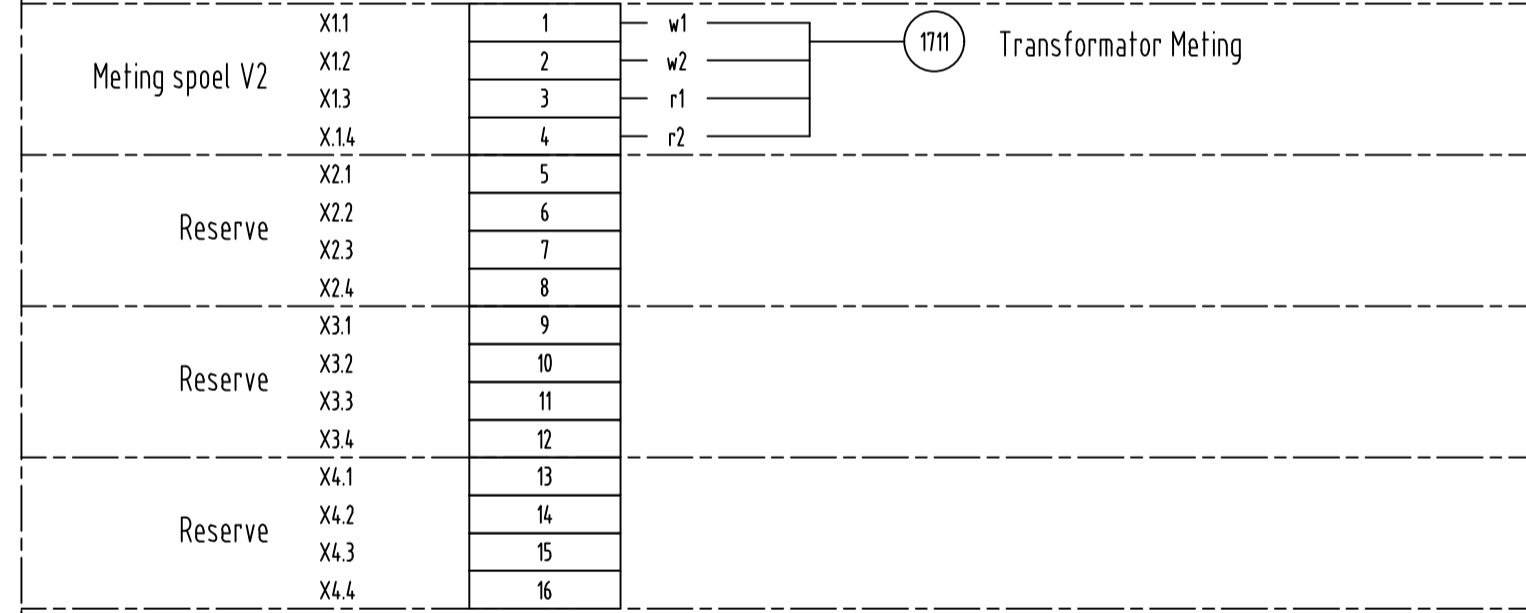 X1.1 1 w1 1711 Transformator Meting
Meting spoel V2 X1.2 2 w2
X1.3 3 r1
X.1.4 4 r2
X2.1 5
Reserve X2.2 6
X2.3 7
X2.4 8
X3.1 9
Reserve X3.2 10
X3.3 11
X3.4 12
X4.1 13
Reserve X4.2 14
X4.3 15
X4.4 16